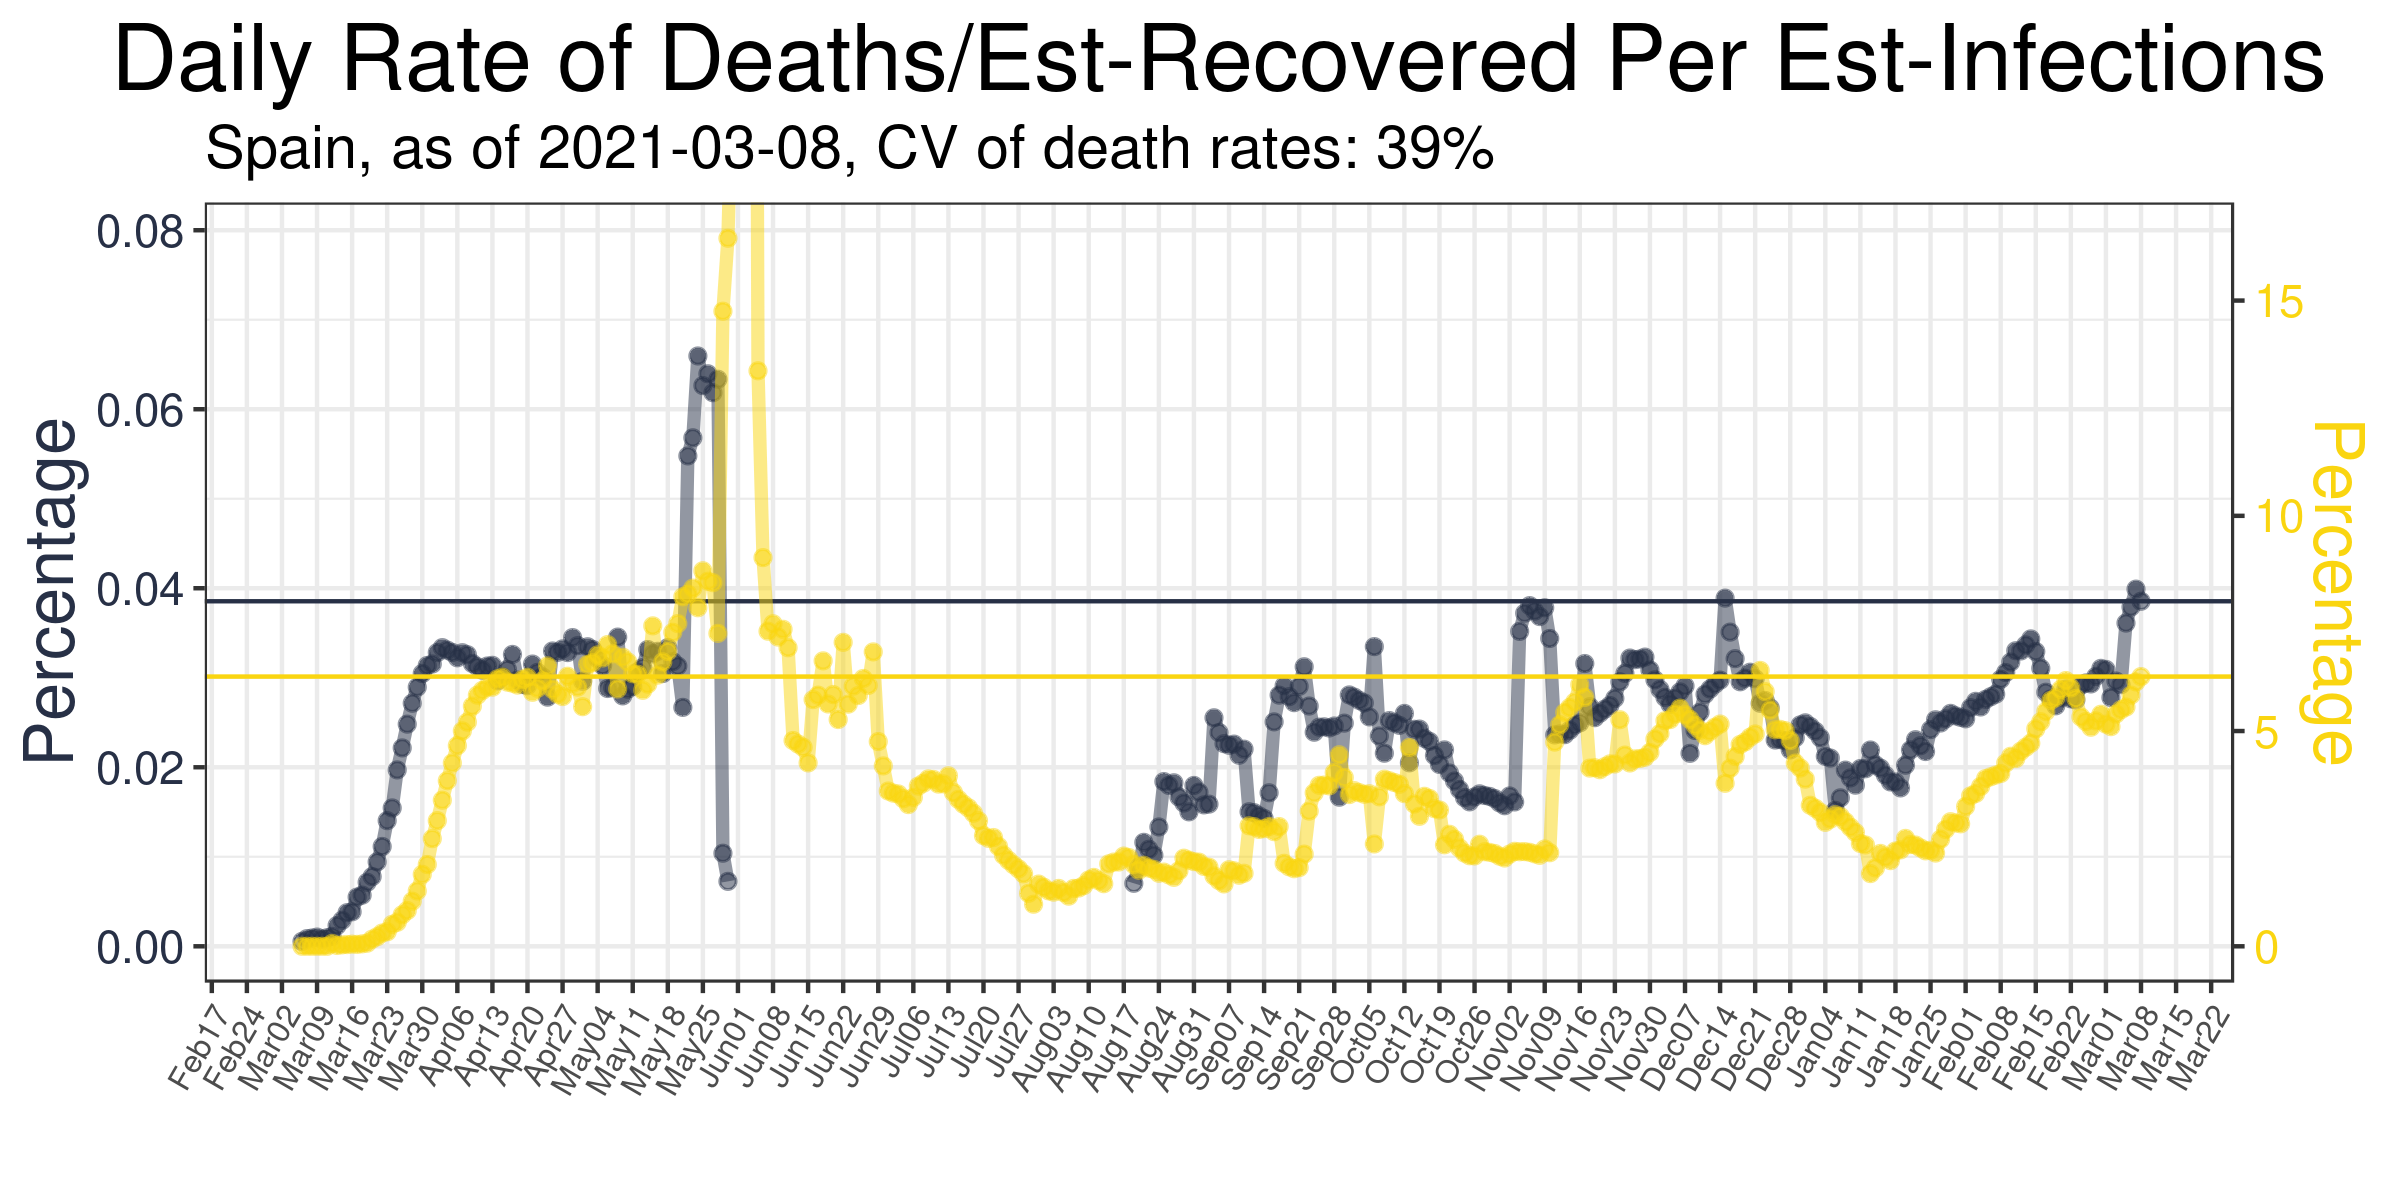 Daily Rate of Deaths/Est-Recovered Per Est-Infections
Spain, as of 2021-03-08, CV of death rates: 39%
Percentage
0.08
0.06
0.04
0.02
0.00
15
10
5
0
Percentage
Feb17
Feb24
Mar02
Mar09
Mar16
Mar23
Mar30
Apr06
Apr13
Apr20
Apr27
May04
May11
May18
May25
Jun01
Jun08
Jun15
Jun22
Jun29
Jul06
Jul13
Jul20
Jul27
Aug03
Aug10
Aug17
Aug24
Aug31
Sep07
Sep14
Sep21
Sep28
Oct05
Oct12
Oct19
Oct26
Nov02
Nov09
Nov16
Nov23
Nov30
Dec07
Dec14
Dec21
Dec28
Jan04
Jan11
Jan18
Jan25
Feb01
Feb08
Feb15
Feb22
Mar01
Mar08
Mar15
Mar22